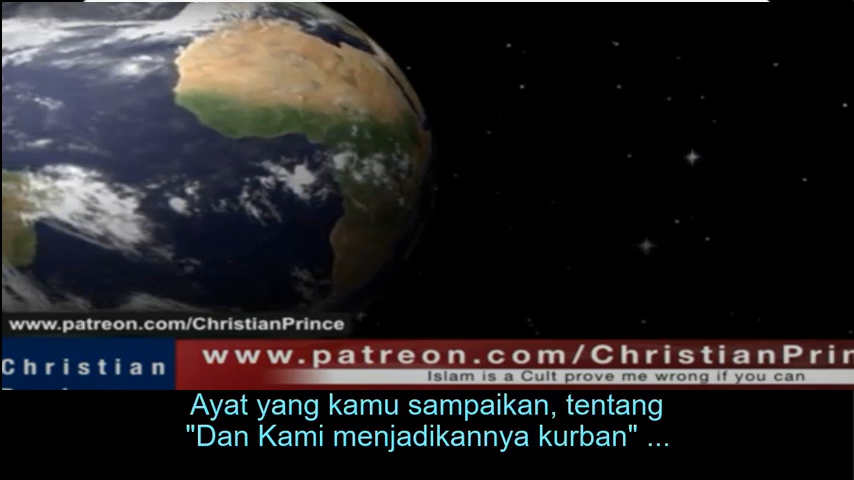 www.patreon.com/ChristianPrince
Christian
www.patreon.com/ChristianPrin
Islam is a Cult prove me wrong if you can
Ayat yang kamu sampaikan, tentang
"Dan Kami menjadikannya kurban" ...